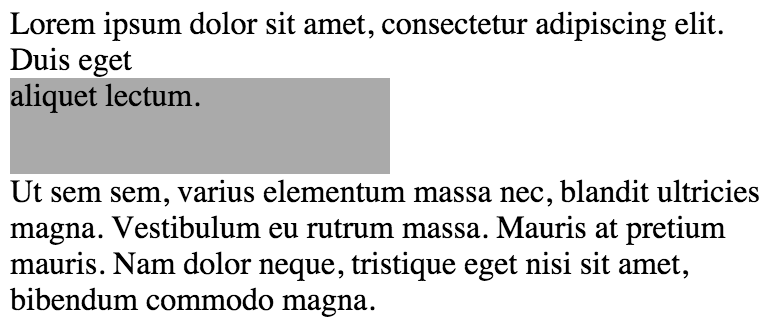 Lorem ipsum dolor sit amet, consectetur adipiscing elit.
Duis eget
aliquet lectum.
Ut sem sem, varius elementum massa nec, blandit ultricies
magna. Vestibulum eu rutrum massa. Mauris at pretium
mauris. Nam dolor neque, tristique eget nisi sit amet,
bibendum commodo magna.